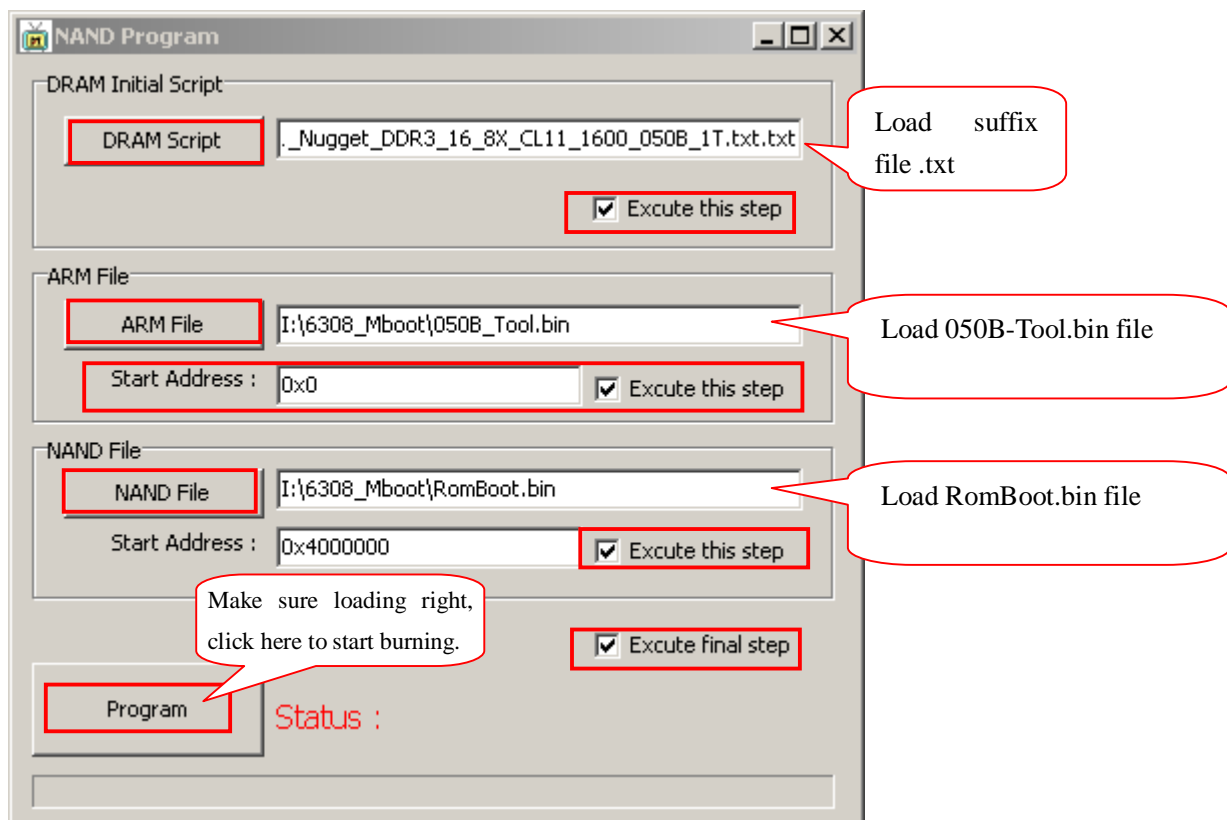 NAND Program
DRAM Initial Script
DRAM Script
._Nugget_DDR3_16_8X_CL11_1600_050B_1T.txt.txt
Load suffix
file .txt
Excute this step
ARM File
ARM File
I:\6308_Mboot\050B_Tool.bin
Load 050B-Tool.bin file
Start Address :
0x0
Excute this step
NAND File
NAND File
I:\6308_Mboot\RomBoot.bin
Load RomBoot.bin file
Start Address :
0x4000000
Excute this step
Make sure loading right,
click here to start burning.
Excute final step
Program
Status :